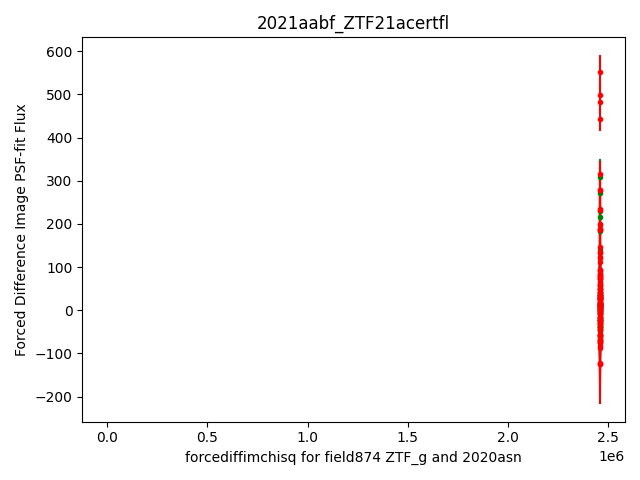 2021aabf_ZTF21acertfl
600
500
400
300
200
100
0
−100
−200
Forced Difference Image PSF-fit Flux
0.0 0.5 1.0 1.5 2.0 2.5
1e6
forcediffimchisq for field874 ZTF_g and 2020asn